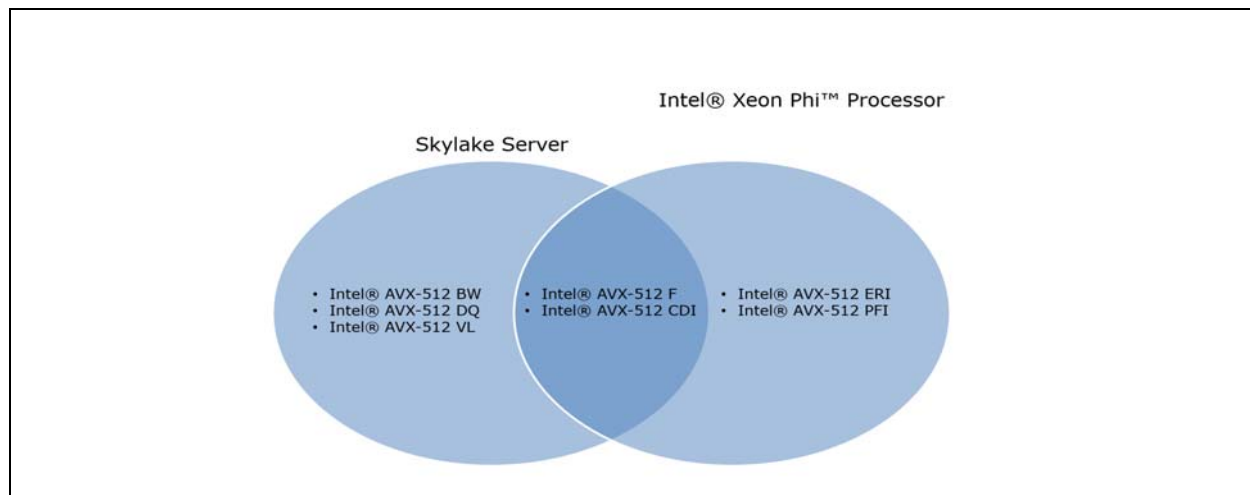 Intel® Xeon Phi™ Processor
Skylake Server
• Intel® AVX-512 BW
• Intel® AVX-512 DQ
• Intel® AVX-512 VL
• Intel® AVX-512 F
• Intel® AVX-512 CDI
• Intel® AVX-512 ERI
• Intel® AVX-512 PFI